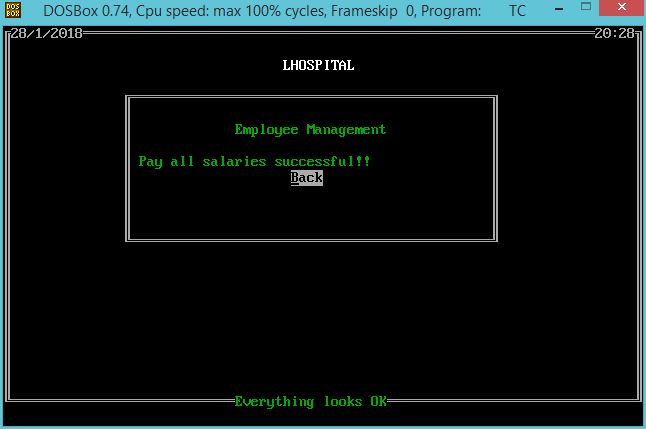 DOS BOX
DOSBox 0.74, Cpu speed: max 100% cycles, Frameskip 0, Program: TC
28/1/2018 20:28
LHOSPITAL
Employee Management
Pay all salaries successful!!
Back
Everything looks OK